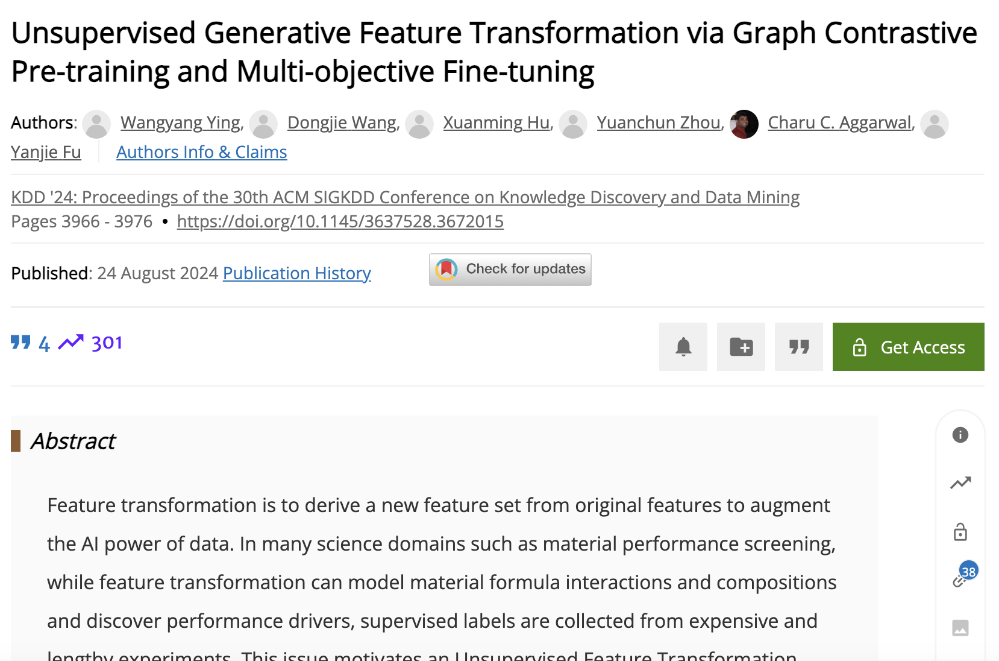 Unsupervised Generative Feature Transformation via Graph Contrastive
Pre-training and Multi-objective Fine-tuning
Authors: Wangyang Ying, Dongjie Wang, Xuanming Hu, Yuanchun Zhou, Charu C. Aggarwal,
Yanjie Fu Authors Info & Claims
KDD '24: Proceedings of the 30th ACM SIGKDD Conference on Knowledge Discovery and Data Mining
Pages 3966 - 3976 • https://doi.org/10.1145/3637528.3672015
Published: 24 August 2024 Publication History Check for updates
4 301 Get Access
Abstract
Feature transformation is to derive a new feature set from original features to augment
the AI power of data. In many science domains such as material performance screening,
while feature transformation can model material formula interactions and compositions
38
and discover performance drivers, supervised labels are collected from expensive and
lengthy experiments. This issue motivates an Unsupervised Feature Transformation